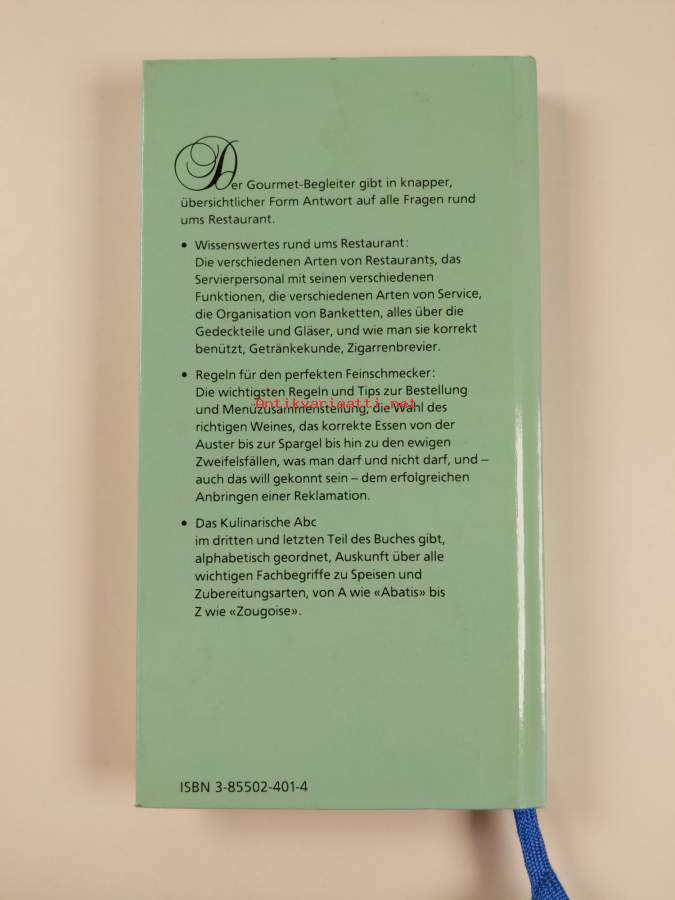 Der Gourmet-Begleiter gibt in knapper,
übersichtlicher Form Antwort auf alle Fragen rund
ums Restaurant.
• Wissenswertes rund ums Restaurant:
Die verschiedenen Arten von Restaurants, das
Servierpersonal mit seinen verschiedenen
Funktionen, die verschiedenen Arten von Service,
die Organisation von Banketten, alles über die
Gedeckteile und Gläser, und wie man sie korrekt
benützt, Getränkekunde, Zigarrenbrevier.
• Regeln für den perfekten Feinschmecker:
Die wichtigsten Regeln und Tips zur Bestellung
Antikvariaatti.net
und Menüzusammenstellung, die Wahl des
richtigen Weines, das korrekte Essen von der
Auster bis zur Spargel bis hin zu den ewigen
Zweifelsfällen, was man darf und nicht darf, und –
auch das will gekonnt sein – dem erfolgreichen
Anbringen einer Reklamation.
• Das Kulinarische Abc
im dritten und letzten Teil des Buches gibt,
alphabetisch geordnet, Auskunft über alle
wichtigen Fachbegriffe zu Speisen und
Zubereitungsarten, von A wie «Abatis» bis
Z wie «Zougoise».
ISBN 3-85502-401-4